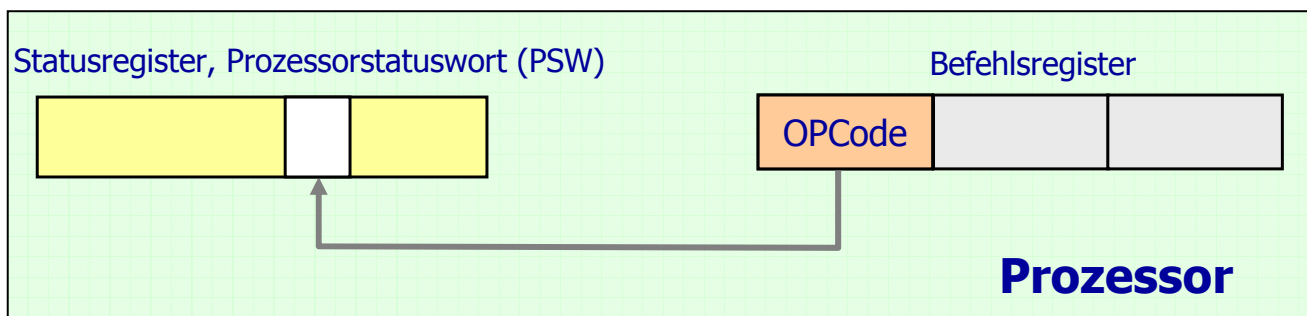 Statusregister, Prozessorstatuswort (PSW)
Befehlsregister
OPCode
Prozessor